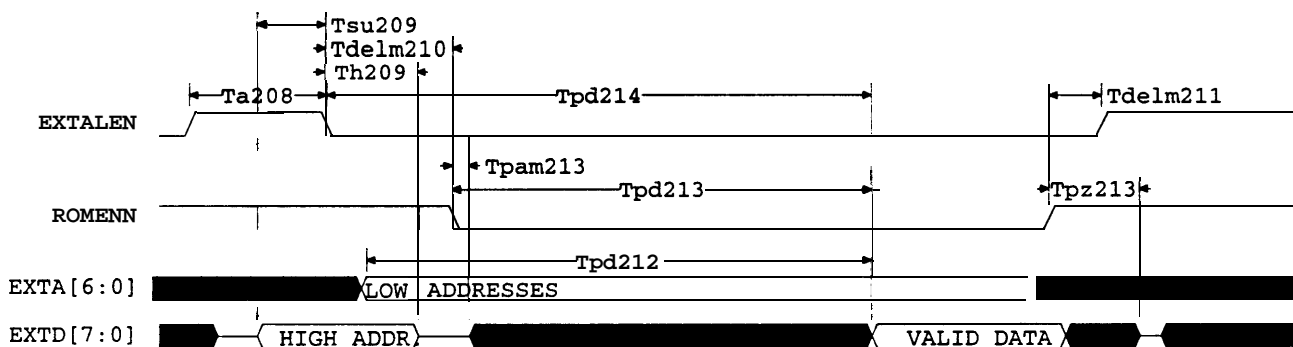 Tsu209
Tdelm210
Th209
Ta208
Tpd214
Tdelm211
EXTALEN
Tpam213
Tpd213
Tpz213
ROMENN
Tpd212
EXTA[6:0]
LOW ADDRESSES
EXTD[7:0]
HIGH ADDR
VALID DATA